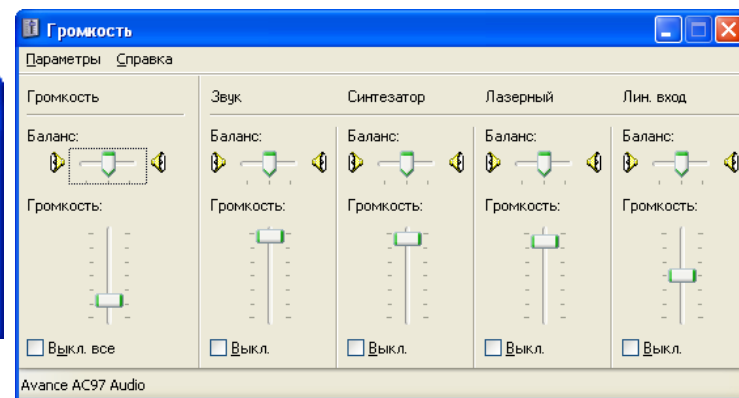 Громкость
Параметры Справка
Громкость Звук Синтезатор Лазерный Лин. вход
Баланс: Баланс: Баланс: Баланс: Баланс:
Громкость: Громкость: Громкость: Громкость: Громкость:
Выкл. все Выкл. Выкл. Выкл. Выкл.
Avance AC97 Audio